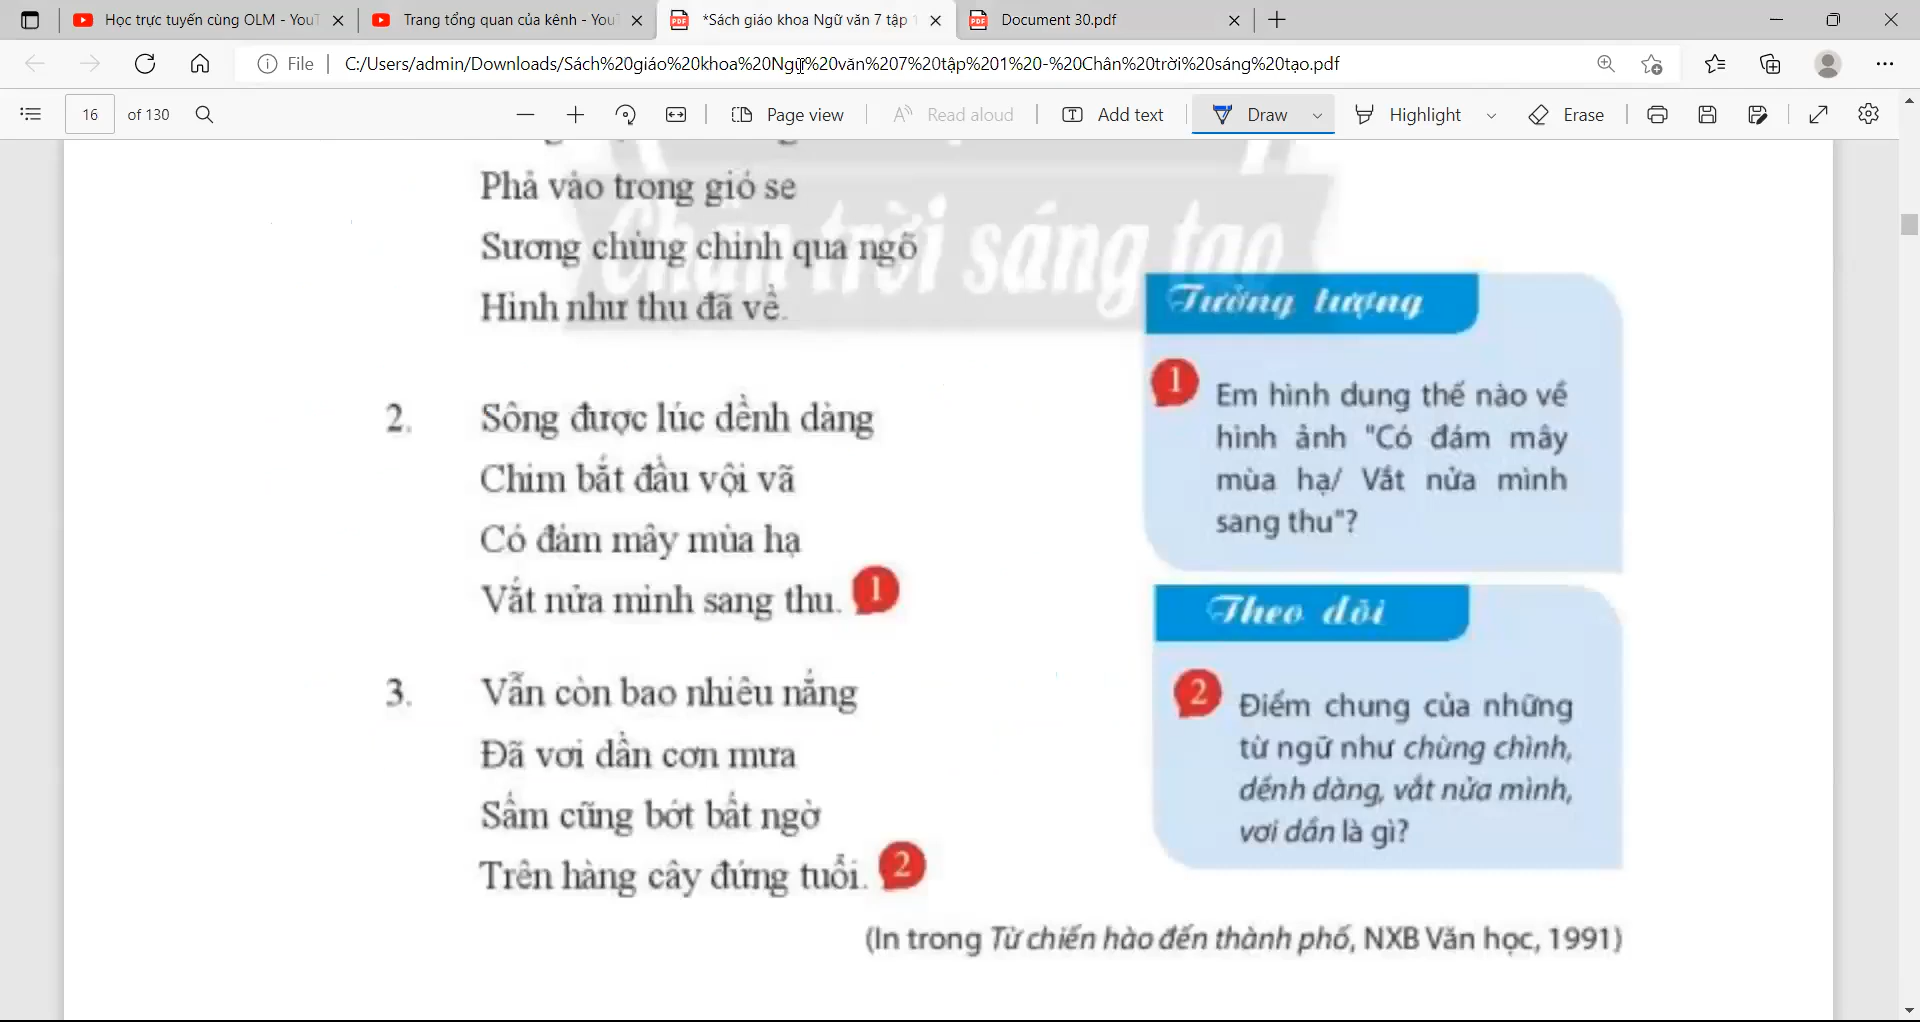 Học trực tuyến cùng OLM - YouT
Trang tổng quan của kênh - You
*Sách giáo khoa Ngữ văn 7 tập 1
Document 30.pdf
File
C:/Users/admin/Downloads/Sách%20giáo%20khoa%20Ngữ%20văn%207%20tập%201%20-%20Chân%20trời%20sáng%20tạo.pdf
16 of 130
Page view
Read aloud
Add text
Draw
Highlight
Erase
Chân trời sáng tạo
Phả vào trong gió se
Sương chùng chình qua ngõ
Hình như thu đã về.
2. Sông được lúc dềnh dàng
Chim bắt đầu vội vã
Có đám mây mùa hạ
Vắt nửa mình sang thu. 1
3. Vẫn còn bao nhiêu nắng
Đã vơi dần cơn mưa
Sấm cũng bớt bất ngờ
Trên hàng cây đứng tuổi. 2
Tưởng tượng
1 Em hình dung thế nào về
hình ảnh "Có đám mây
mùa hạ/ Vắt nửa mình
sang thu"?
Theo dõi
2 Điểm chung của những
từ ngữ như chùng chình,
dềnh dàng, vắt nửa mình,
vơi dần là gì?
(In trong Từ chiến hào đến thành phố, NXB Văn học, 1991)